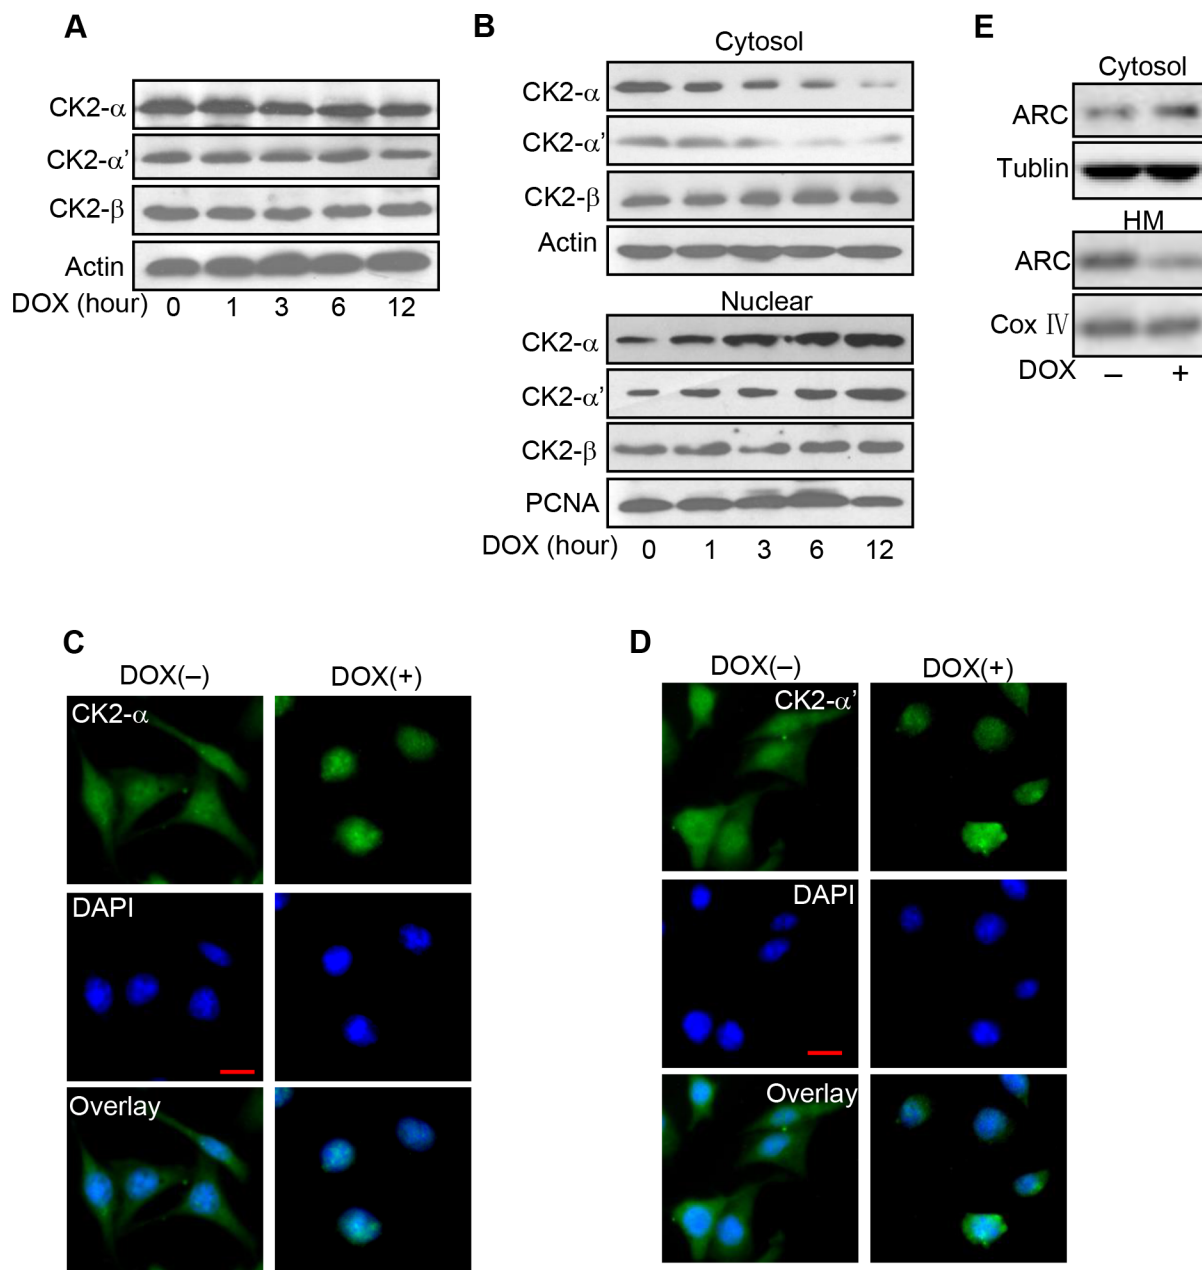 A
CK2-α
CK2-α’
CK2-β
Actin
DOX (hour) 0 1 3 6 12
B
Cytosol
CK2-α
CK2-α’
CK2-β
Actin
Nuclear
CK2-α
CK2-α’
CK2-β
PCNA
DOX (hour) 0 1 3 6 12
E
Cytosol
ARC
Tublin
HM
ARC
Cox Ⅳ
DOX – +
C
DOX(–) DOX(+)
CK2-α
DAPI
Overlay
D
DOX(–) DOX(+)
CK2-α’
DAPI
Overlay